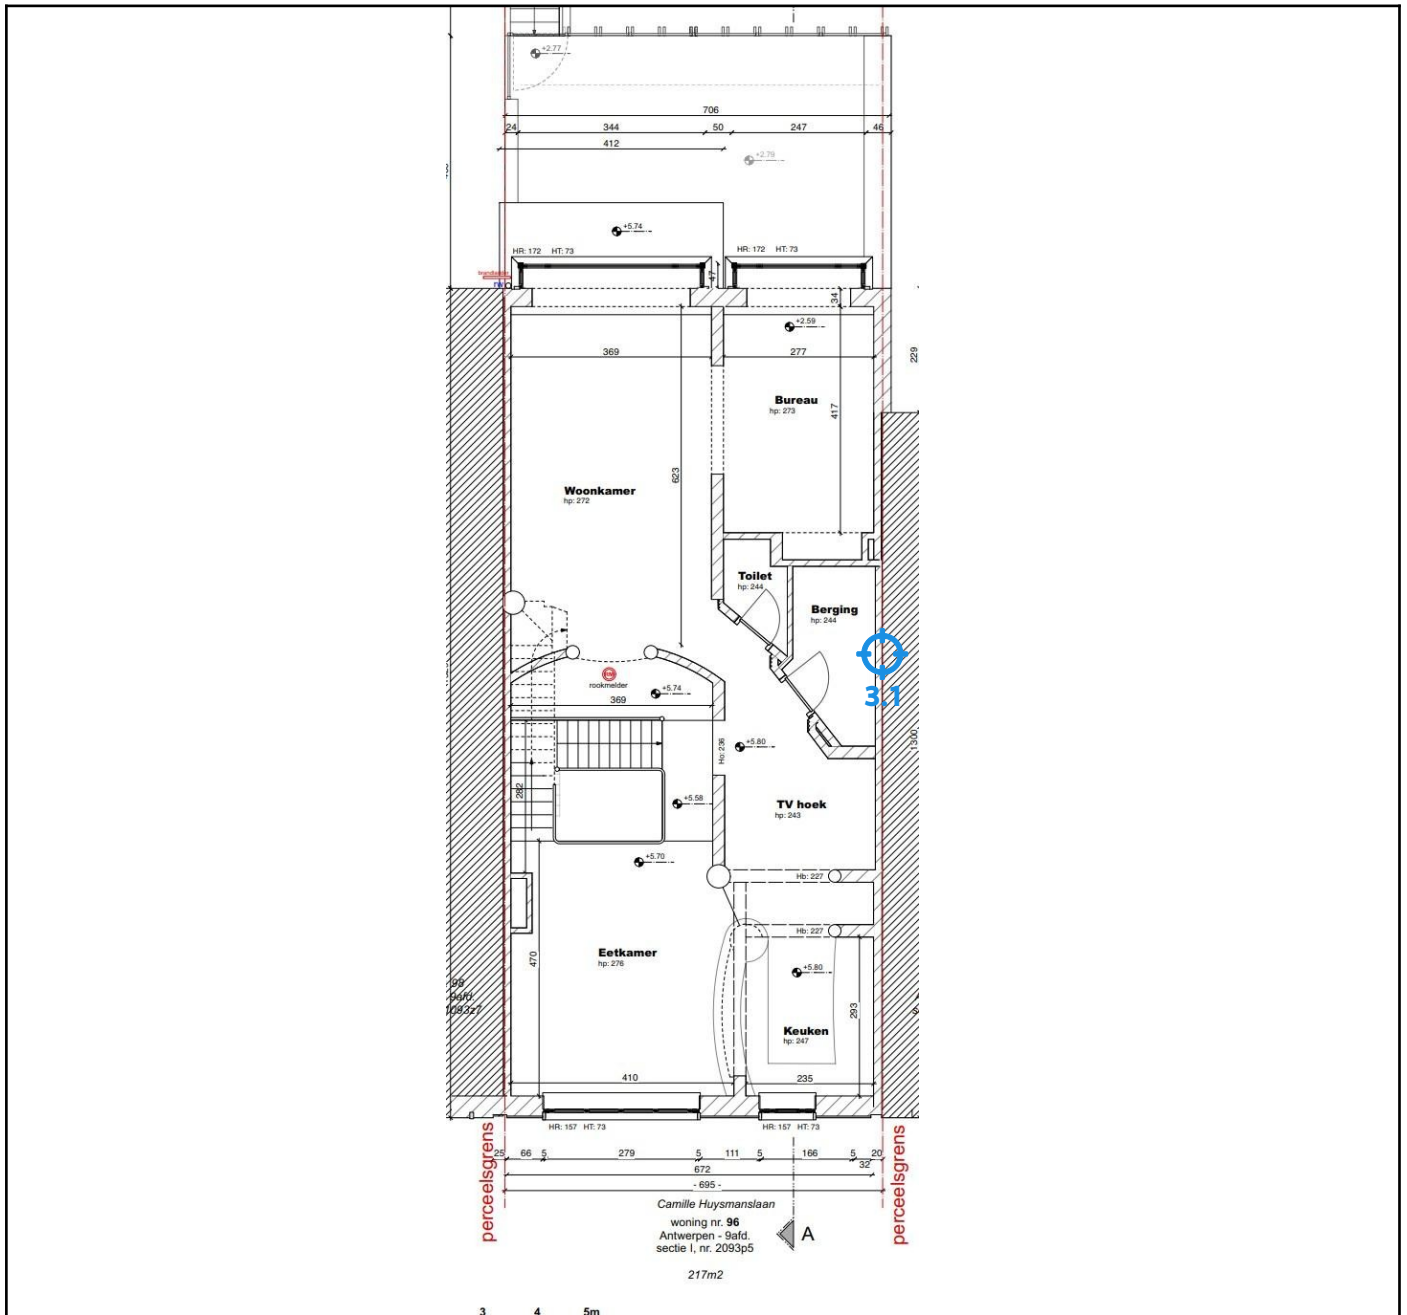 +2.77
706
24 344 50 247 46
412
+2.79
+5.74
HR: 172 HT: 73
HR: 172 HT: 73
47
34
+2.59
369
277
229
Bureau
hp: 273
417
623
Woonkamer
hp: 272
Toilet
hp: 244
Berging
hp: 244
3.1
rookmelder
+5.74
369
Ho: 236
+5.80
1300
282
+5.58
TV hoek
hp: 243
+5.70
Hb: 227
Hb: 227
Eetkamer
hp: 276
470
+5.80
98
9afd.
1093z7
293
Keuken
hp: 247
410
235
HR: 157 HT: 73
HR: 157 HT: 73
perceelsgrens
perceelsgrens
25 66 5 279 5 111 5 166 5 20
32
672
- 695 -
Camille Huysmanslaan
woning nr. 96
Antwerpen - 9afd.
sectie I, nr. 2093p5
A
217m2
3 4 5m